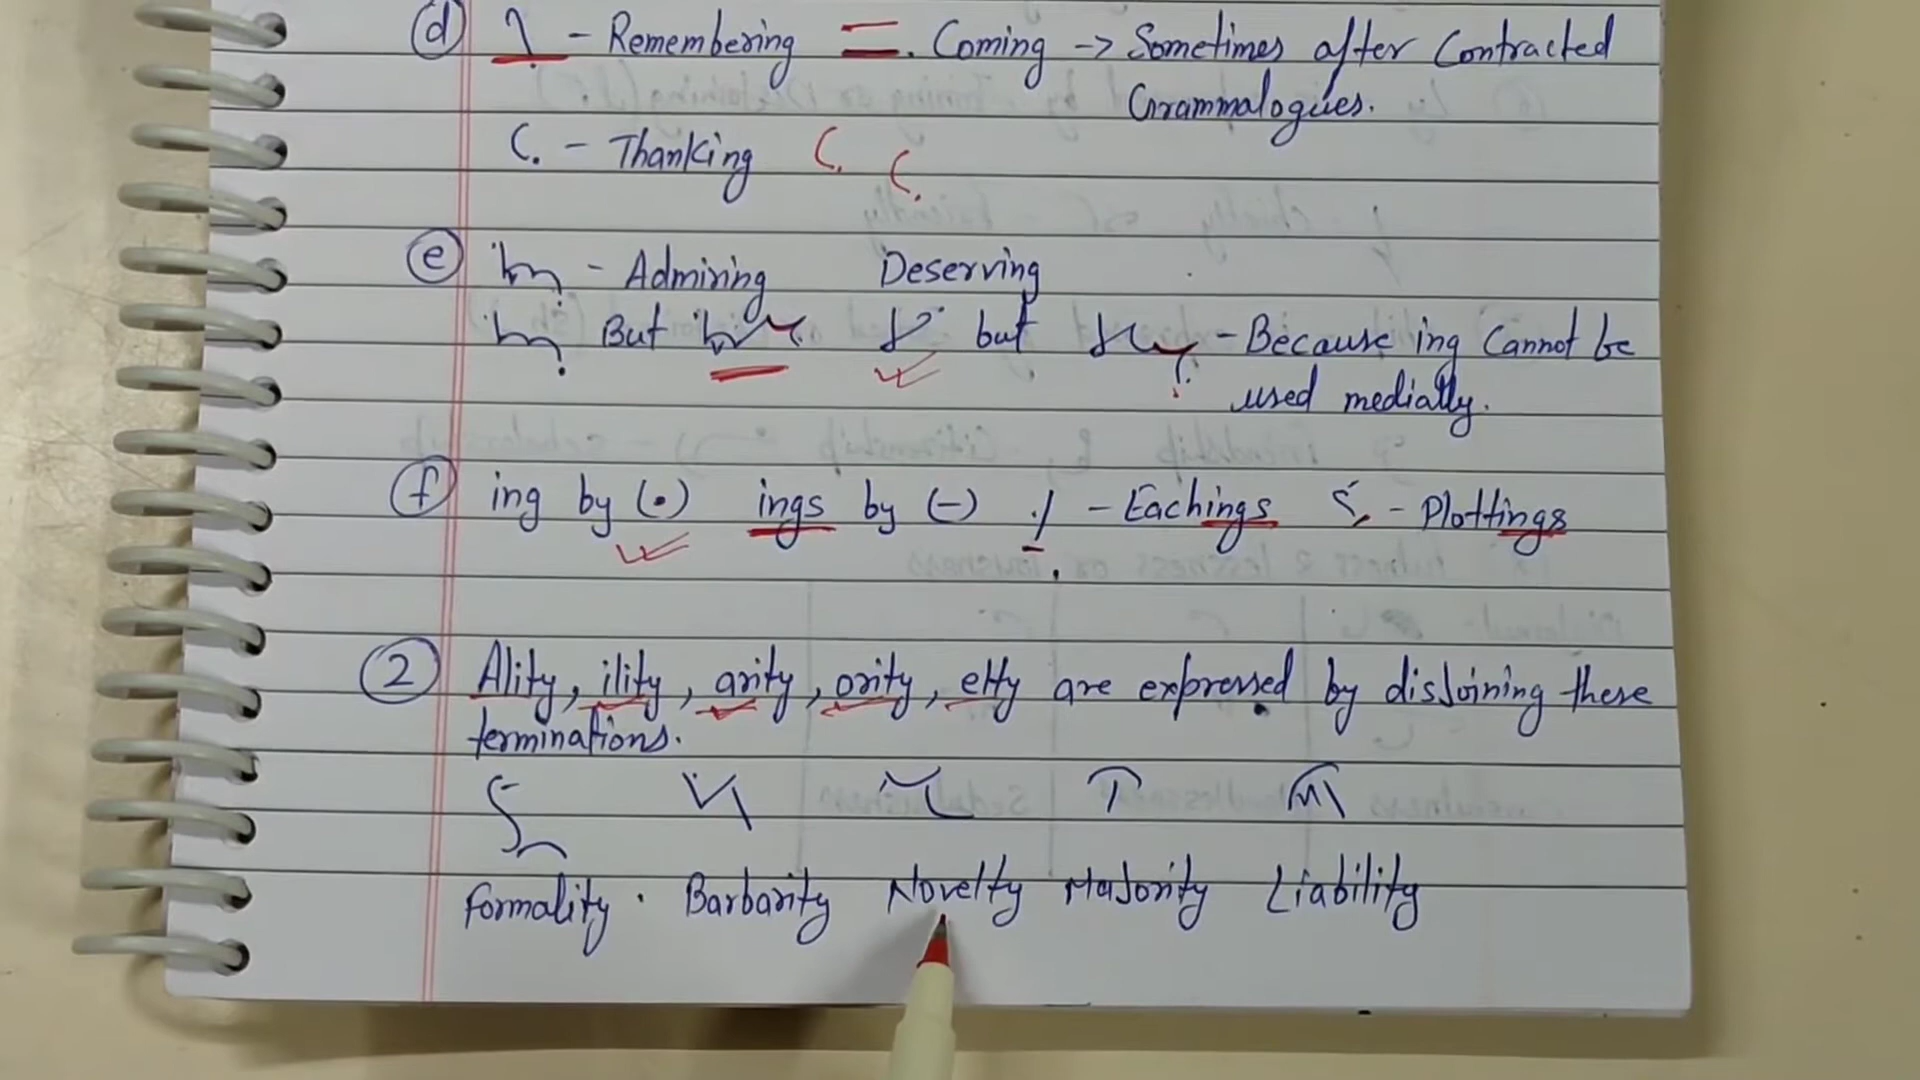 (d) - Remembering = . Coming -> Sometimes after Contracted
Grammalogues.
- Thanking
(e) - Admiring Deserving
But but - Because ing Cannot be
used medially.
(f) ing by (•) ings by (-) - Eachings - Plottings
(2) Ality, ility, arity, ority, elty are expressed by disJoining these
terminations.
Formality . Barbarity Novelty MaJority Liability